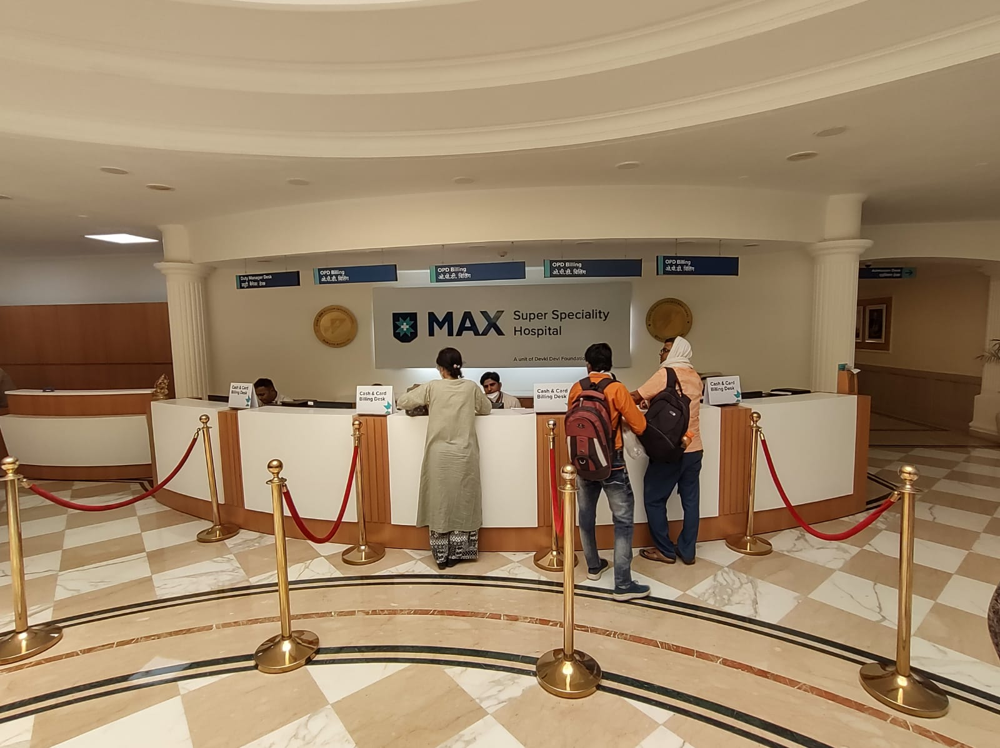 Duty Manager Desk
ड्यूटी मैनेजर डेस्क
OPD Billing
ओ.पी.डी. बिलिंग
OPD Billing
ओ.पी.डी. बिलिंग
OPD Billing
ओ.पी.डी. बिलिंग
OPD Billing
ओ.पी.डी. बिलिंग
Admission Desk
MAX Super Speciality
Hospital
A unit of Devki Devi Foundatio
Cash & Card
Billing Desk
Cash & Card
Billing Desk
Cash & Card
Billing Desk
Cash & Card
Billing Desk